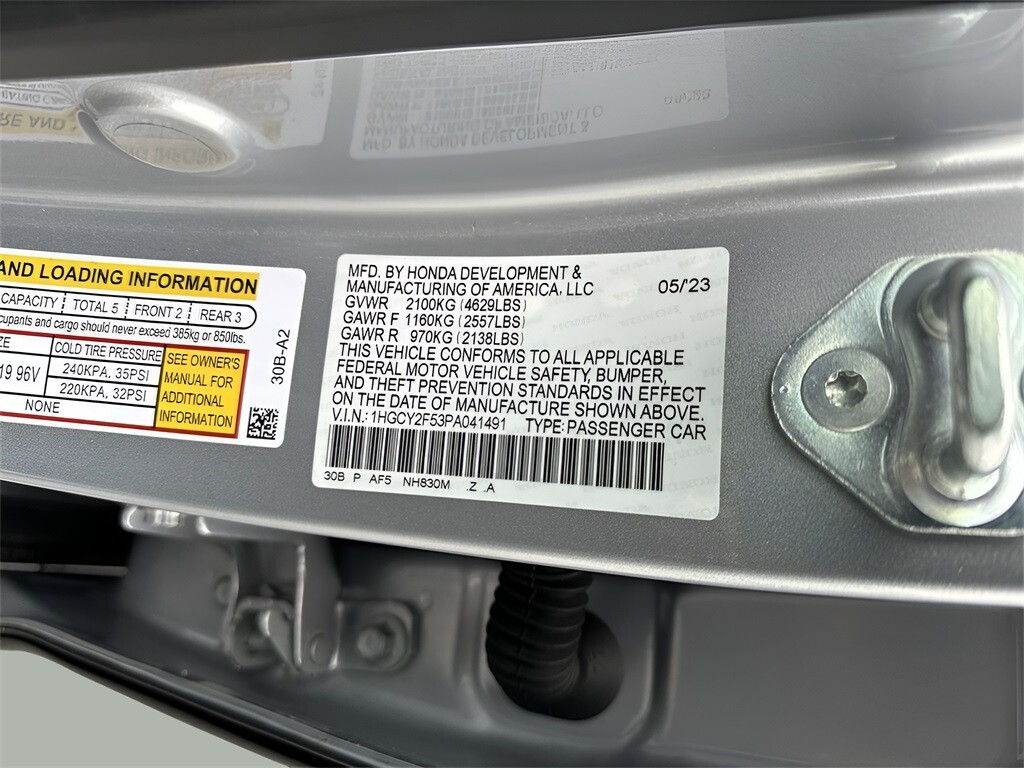 AND LOADING INFORMATION
CAPACITY TOTAL 5 FRONT 2 REAR 3
cupants and cargo should never exceed 385kg or 850lbs.
ZE COLD TIRE PRESSURE SEE OWNER'S MANUAL FOR ADDITIONAL INFORMATION
19 96V 240KPA, 35PSI
220KPA, 32PSI
NONE
30B-A2
MFD. BY HONDA DEVELOPMENT &
MANUFACTURING OF AMERICA, LLC 05/23
GVWR 2100KG (4629LBS)
GAWR F 1160KG (2557LBS)
GAWR R 970KG (2138LBS)
THIS VEHICLE CONFORMS TO ALL APPLICABLE
FEDERAL MOTOR VEHICLE SAFETY, BUMPER,
AND THEFT PREVENTION STANDARDS IN EFFECT
ON THE DATE OF MANUFACTURE SHOWN ABOVE.
V.I.N.: 1HGCY2F53PA041491 TYPE: PASSENGER CAR
30B P AF5 NH830M .Z .A